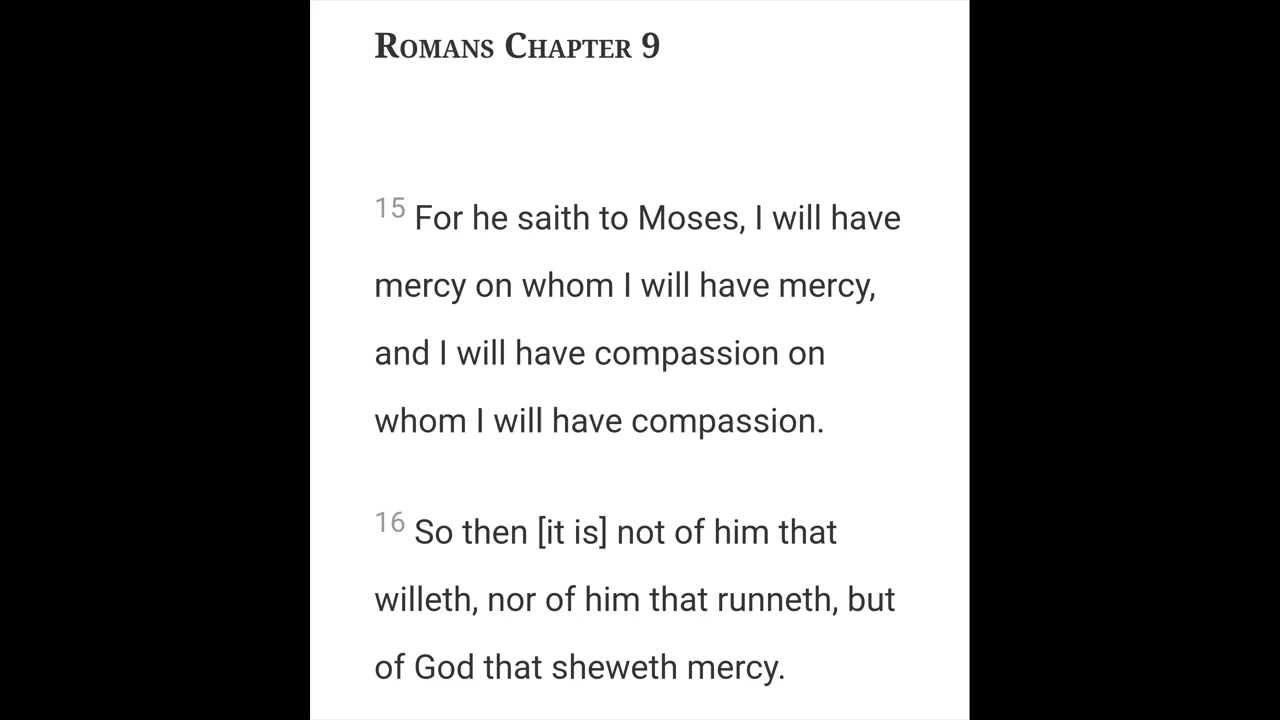 Romans Chapter 9
15 For he saith to Moses, I will have
mercy on whom I will have mercy,
and I will have compassion on
whom I will have compassion.
16 So then [it is] not of him that
willeth, nor of him that runneth, but
of God that sheweth mercy.